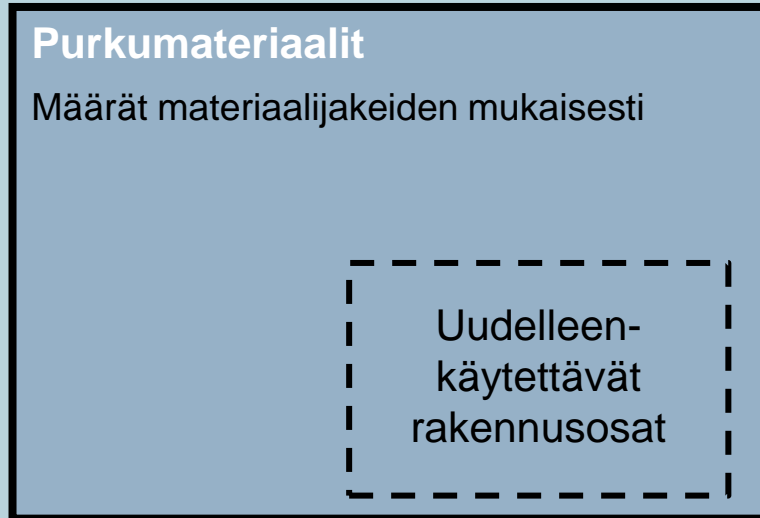 Purkumateriaalit
Määrät materiaalijakeiden mukaisesti
Uudelleen-
käytettävät
rakennusosat